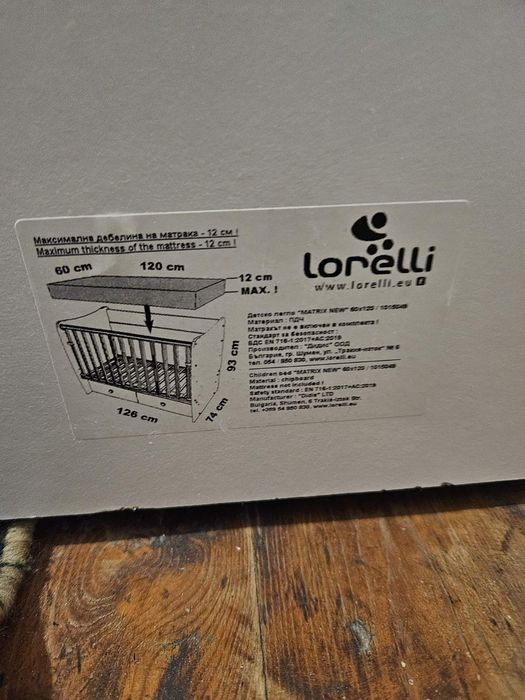 Максимална дебелина на матрака - 12 см !
Maximum thickness of the mattress - 12 cm !
60 cm
120 cm
12 cm
MAX. !
93 cm
74 cm
126 cm
lorelli
www.lorelli.eu f
Детско легло "MATRIX NEW" 60x120 /
Материал : ПДЧ
Матракът не е включен в комплекта !
Стандарт за безопасност :
БДС EN 716-1:2017+AC:2019
Производител : "Дидис" ООД
България, гр. Шумен, ул. "Тракия-изток" № 6
тел. 054 / 850 830, www.lorelli.eu
Children bed "MATRIX NEW" 60x120 /
Material : chipboard
Mattress not included !
Safety standard : EN 716-1:2017+AC:2019
Manufacturer : "Didis" LTD
Bulgaria, Shumen, 6 Trakia-iztok Str.
tel. +359 54 850 830, www.lorelli.eu